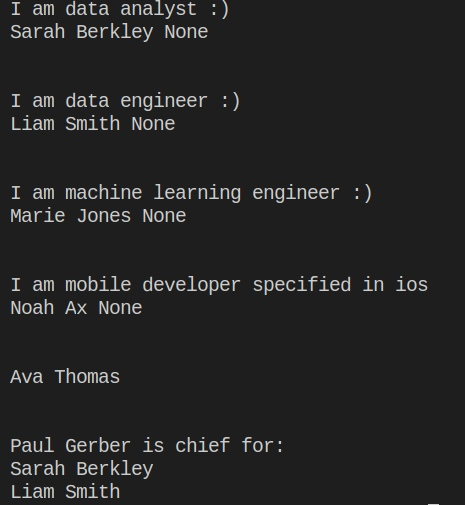 I am data analyst :)
Sarah Berkley None
I am data engineer :)
Liam Smith None
I am machine learning engineer :)
Marie Jones None
I am mobile developer specified in ios
Noah Ax None
Ava Thomas
Paul Gerber is chief for:
Sarah Berkley
Liam Smith